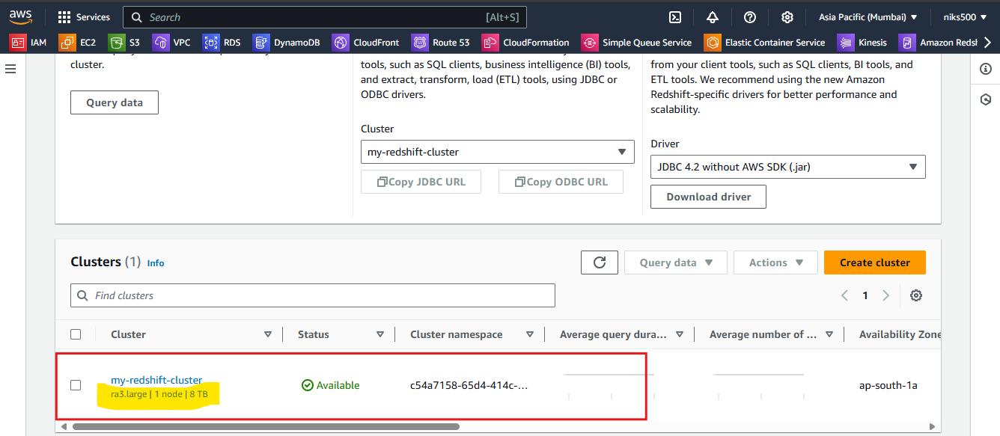 aws
Services
Search
[Alt+S]
Asia Pacific (Mumbai)
niks500
IAM
EC2
S3
VPC
RDS
DynamoDB
CloudFront
Route 53
CloudFormation
Simple Queue Service
Elastic Container Service
Kinesis
Amazon Redsh
cluster.
Query data
tools, such as SQL clients, business intelligence (BI) tools,
and extract, transform, load (ETL) tools, using JDBC or
ODBC drivers.
Cluster
my-redshift-cluster
Copy JDBC URL
Copy ODBC URL
from your client tools, such as SQL clients, BI tools, and
ETL tools. We recommend using the new Amazon
Redshift-specific drivers for better performance and
scalability.
Driver
JDBC 4.2 without AWS SDK (.jar)
Download driver
Clusters (1) Info
Query data
Actions
Create cluster
Find clusters
1
Cluster
Status
Cluster namespace
Average query dura...
Average number of ...
Availability Zone
my-redshift-cluster
ra3.large | 1 node | 8 TB
Available
c54a7158-65d4-414c-...
ap-south-1a